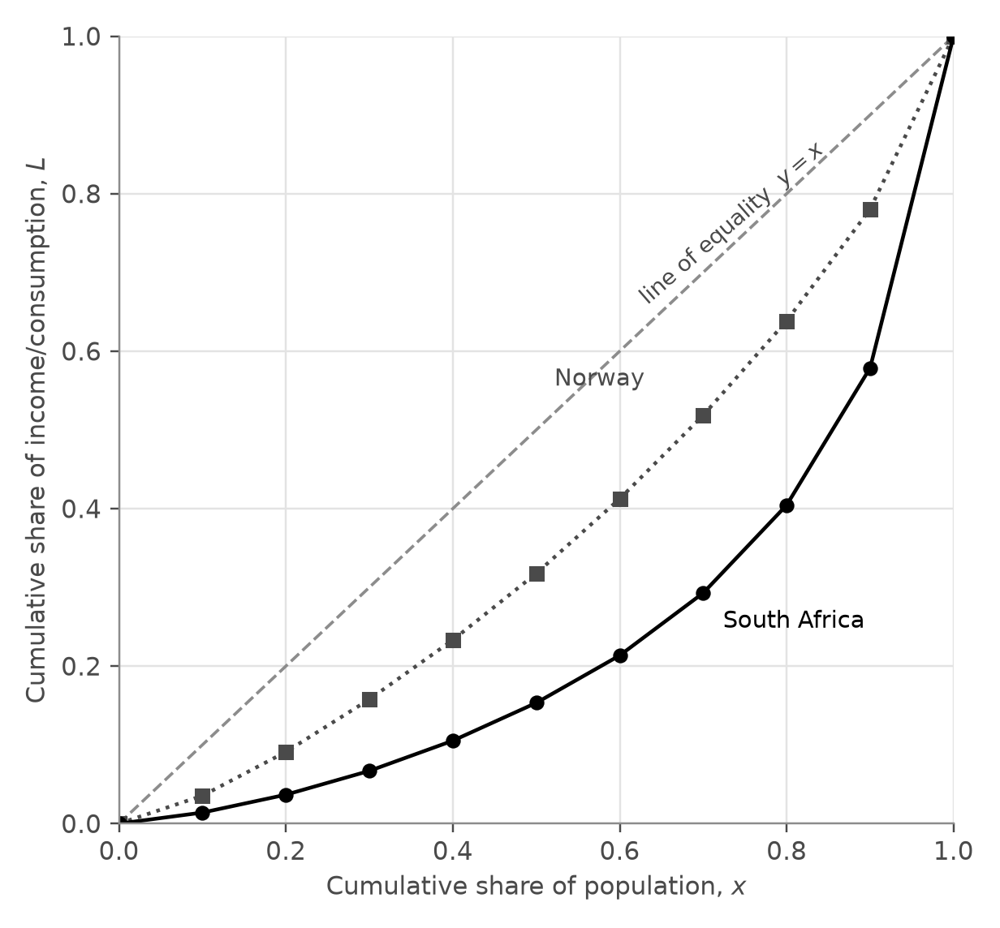 1.0
0.8
0.6
0.4
0.2
0.0
Cumulative share of income/consumption, L
line of equality y = x
Norway
South Africa
0.0 0.2 0.4 0.6 0.8 1.0
Cumulative share of population, x